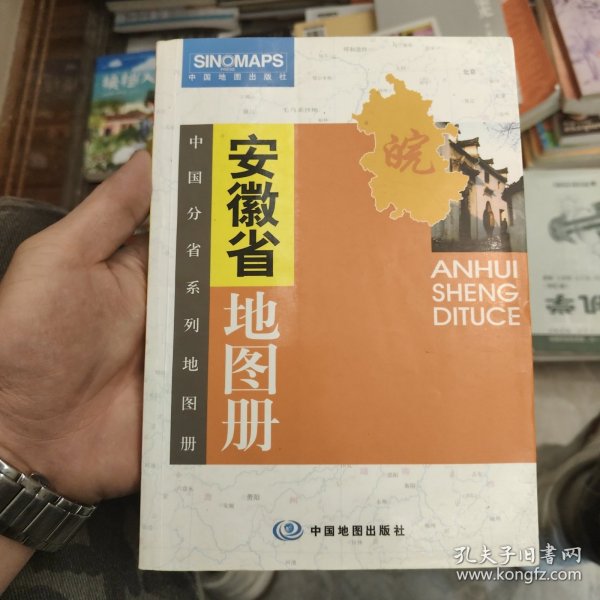 SINOMAPS
PRESS
中国地图出版社
皖
中国分省系列地图册
安徽省
地图册
ANHUI
SHENG
DITUCE
中国地图出版社
孔夫子旧书网
www.kongfz.com